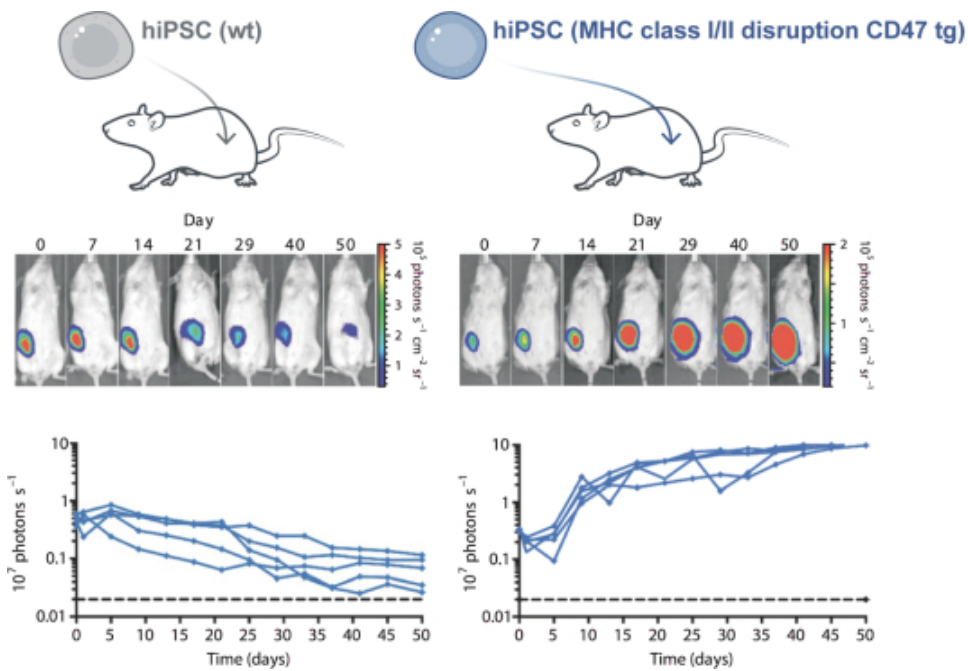 hiPSC (wt)
hiPSC (MHC class I/II disruption CD47 tg)
Day
0 7 14 21 29 40 50
5
4
3
2
1
10⁵ photons s⁻¹ cm⁻² sr⁻¹
Day
0 7 14 21 29 40 50
2
1
10⁵ photons s⁻¹ cm⁻² sr⁻¹
10
1
0.1
0.01
10⁷ photons s⁻¹
0 5 10 15 20 25 30 35 40 45 50
Time (days)
10
1
0.1
0.01
10⁷ photons s⁻¹
0 5 10 15 20 25 30 35 40 45 50
Time (days)